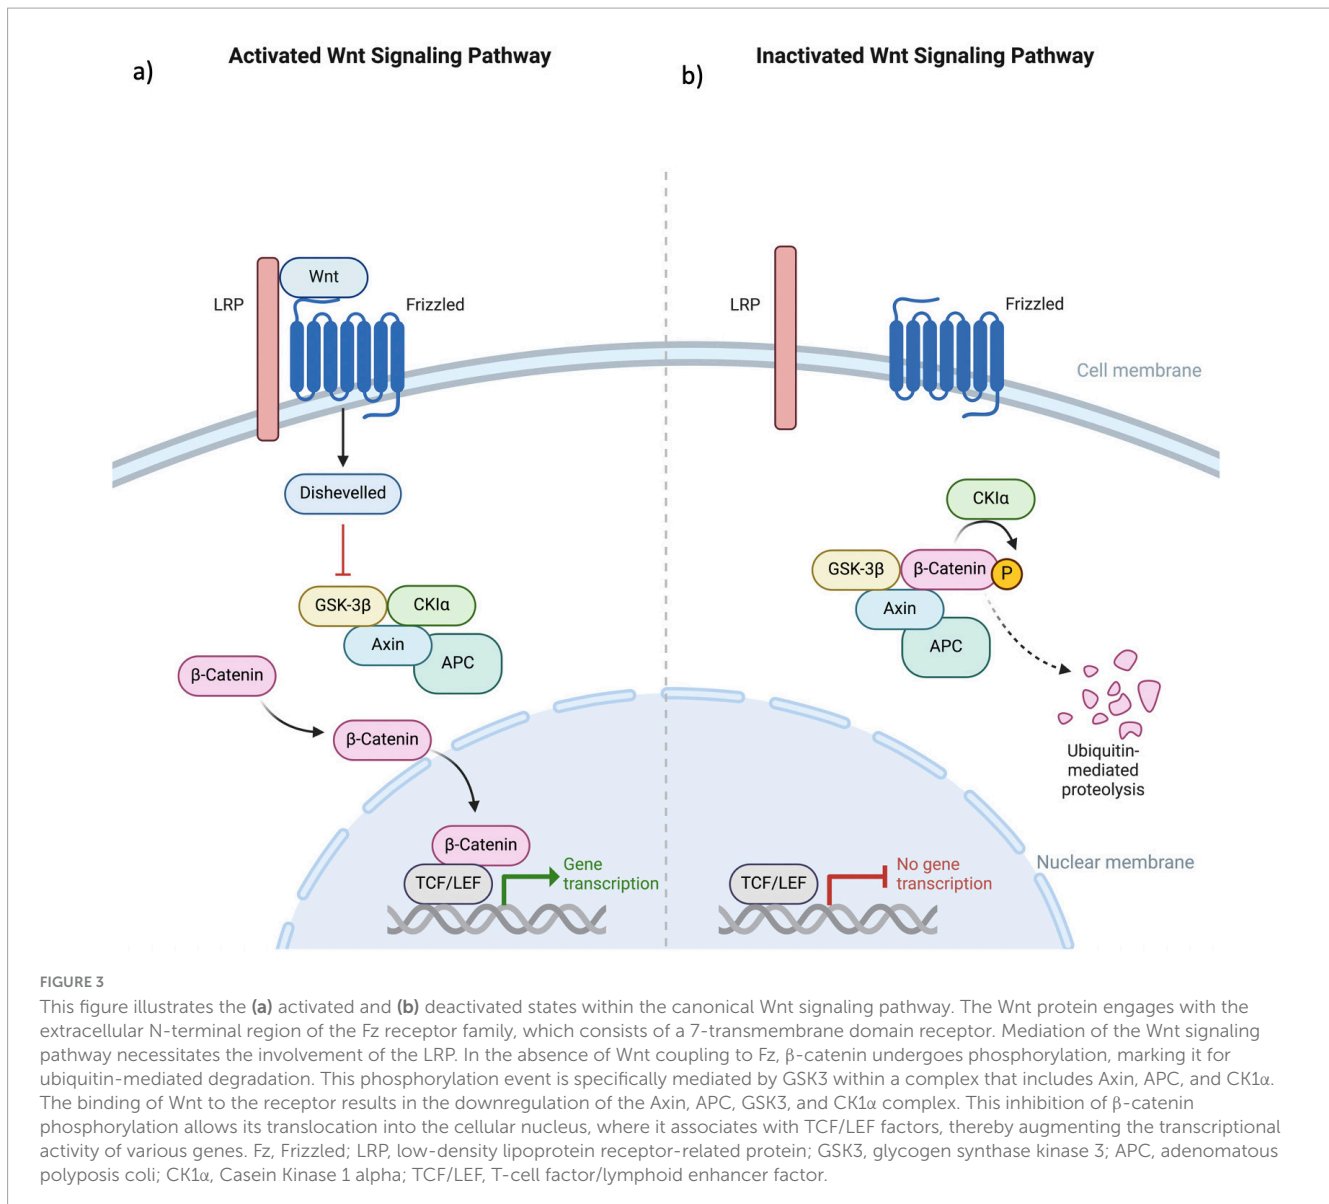 Activated Wnt Signaling Pathway
a)
Wnt
LRP
Frizzled
Dishevelled
GSK-3β
CKIα
Axin
APC
β-Catenin
β-Catenin
β-Catenin
TCF/LEF
Gene
transcription
Inactivated Wnt Signaling Pathway
b)
LRP
Frizzled
Cell membrane
CKIα
GSK-3β
β-Catenin
P
Axin
APC
Ubiquitin-
mediated
proteolysis
Nuclear membrane
TCF/LEF
No gene
transcription
FIGURE 3
This figure illustrates the (a) activated and (b) deactivated states within the canonical Wnt signaling pathway. The Wnt protein engages with the
extracellular N-terminal region of the Fz receptor family, which consists of a 7-transmembrane domain receptor. Mediation of the Wnt signaling
pathway necessitates the involvement of the LRP. In the absence of Wnt coupling to Fz, β-catenin undergoes phosphorylation, marking it for
ubiquitin-mediated degradation. This phosphorylation event is specifically mediated by GSK3 within a complex that includes Axin, APC, and CK1α.
The binding of Wnt to the receptor results in the downregulation of the Axin, APC, GSK3, and CK1α complex. This inhibition of β-catenin
phosphorylation allows its translocation into the cellular nucleus, where it associates with TCF/LEF factors, thereby augmenting the transcriptional
activity of various genes. Fz, Frizzled; LRP, low-density lipoprotein receptor-related protein; GSK3, glycogen synthase kinase 3; APC, adenomatous
polyposis coli; CK1α, Casein Kinase 1 alpha; TCF/LEF, T-cell factor/lymphoid enhancer factor.